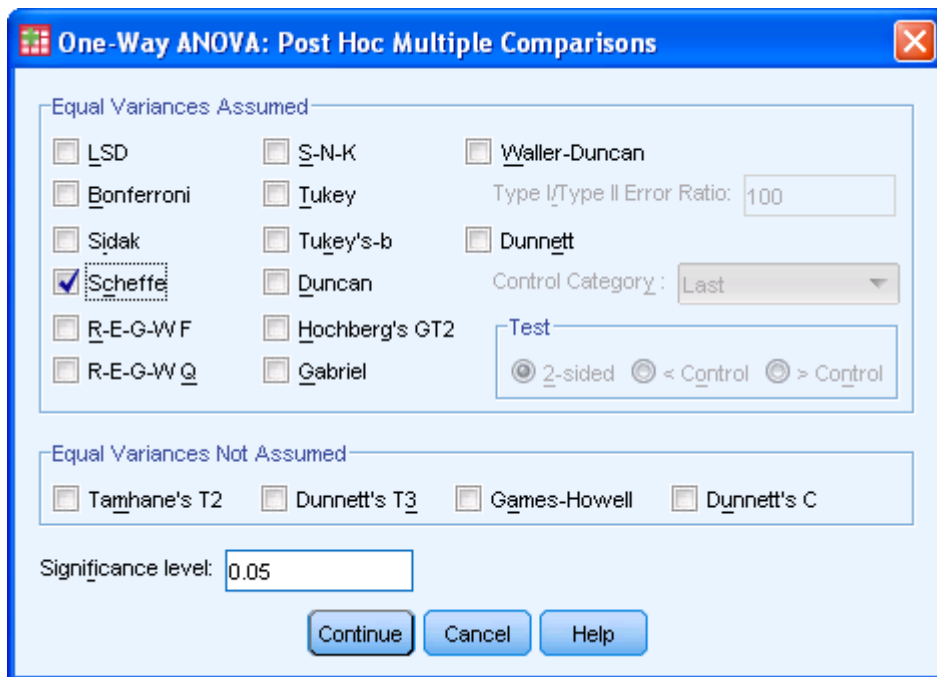 One-Way ANOVA: Post Hoc Multiple Comparisons
Equal Variances Assumed
LSD
S-N-K
Waller-Duncan
Bonferroni
Tukey
Type I/Type II Error Ratio: 100
Sidak
Tukey's-b
Dunnett
Scheffe
Duncan
Control Category : Last
R-E-G-W F
Hochberg's GT2
Test
R-E-G-W Q
Gabriel
2-sided
< Control
> Control
Equal Variances Not Assumed
Tamhane's T2
Dunnett's T3
Games-Howell
Dunnett's C
Significance level: 0.05
Continue
Cancel
Help